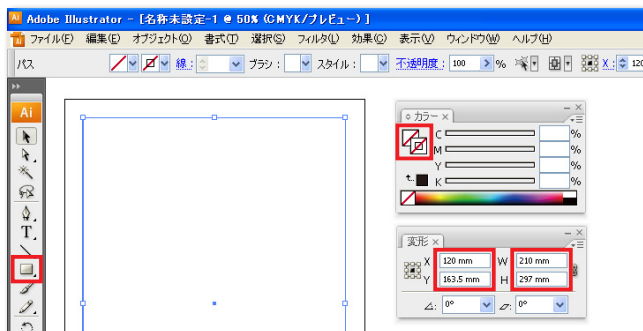 Adobe Illustrator - [名称未設定-1 @ 50% (CMYK/プレビュー) ]
ファイル(F) 編集(E) オブジェクト(O) 書式(T) 選択(S) フィルタ(L) 効果(C) 表示(V) ウィンドウ(W) ヘルプ(H)
パス 線 : ブラシ : スタイル : 不透明度 : 100 % X : 120
Ai
カラー ×
C %
M %
Y %
K %
変形 ×
X 120 mm W 210 mm
Y 163.5 mm H 297 mm
0° 0°